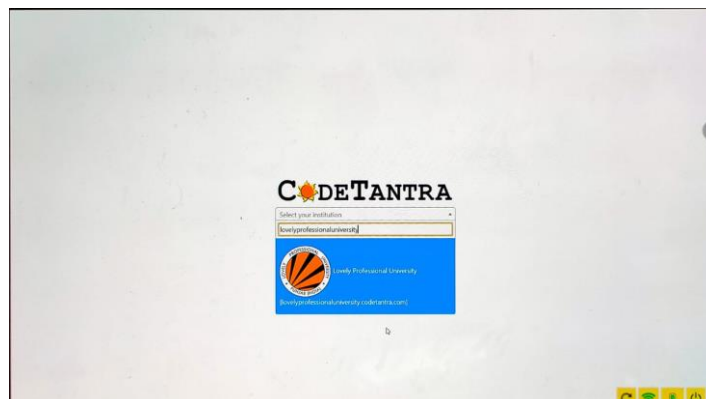 CODETANTRA
Select your institution
lovelyprofessionaluniversity
Lovely Professional University
[lovelyprofessionaluniversity.codetantra.com]